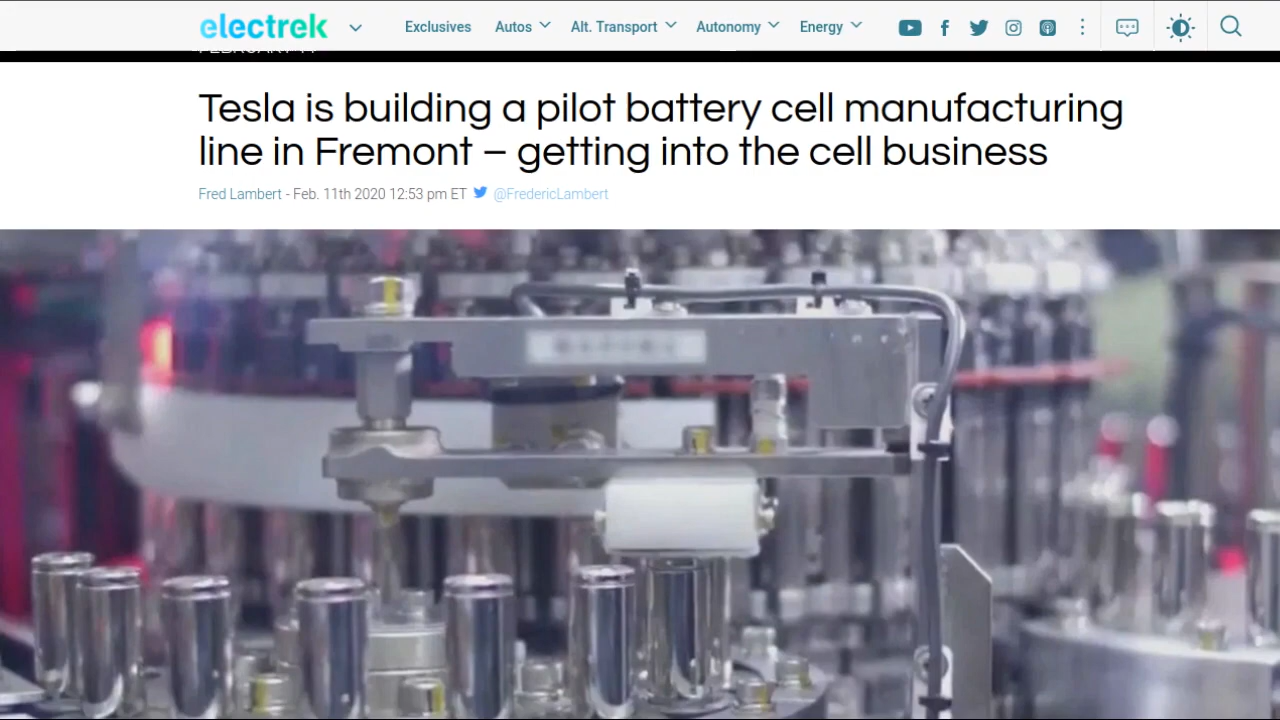 electrek
Exclusives Autos Alt. Transport Autonomy Energy
Tesla is building a pilot battery cell manufacturing
line in Fremont – getting into the cell business
Fred Lambert - Feb. 11th 2020 12:53 pm ET @FredericLambert